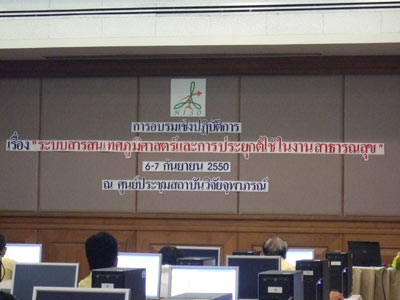 การอบรมเชิงปฏิบัติการ
เรื่อง "ระบบสารสนเทศภูมิศาสตร์และการประยุกต์ใช้ในงานสาธารณสุข"
6-7 กันยายน 2550
ณ ศูนย์ประชุมสถาบันวิจัยจุฬาภรณ์